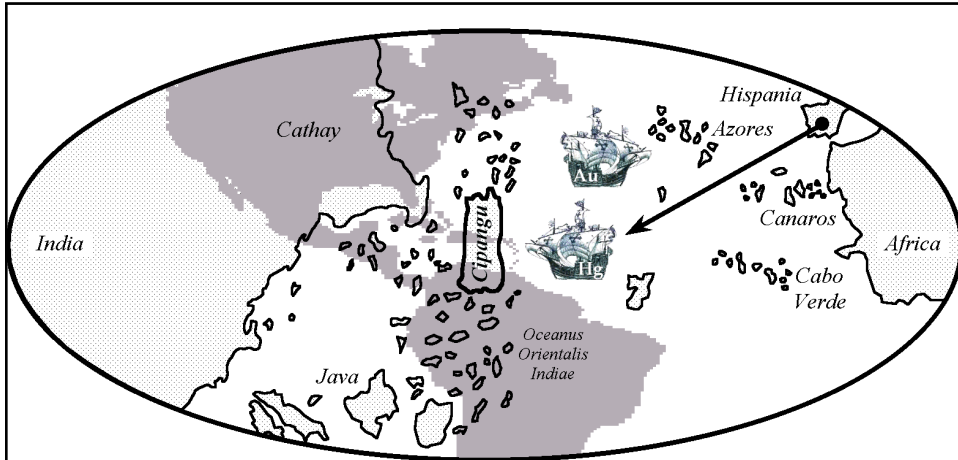 Hispania
Azores
Cathay
Au
Canaros
India
Cipangu
Africa
Hg
Cabo
Verde
Oceanus
Orientalis
Indiae
Java